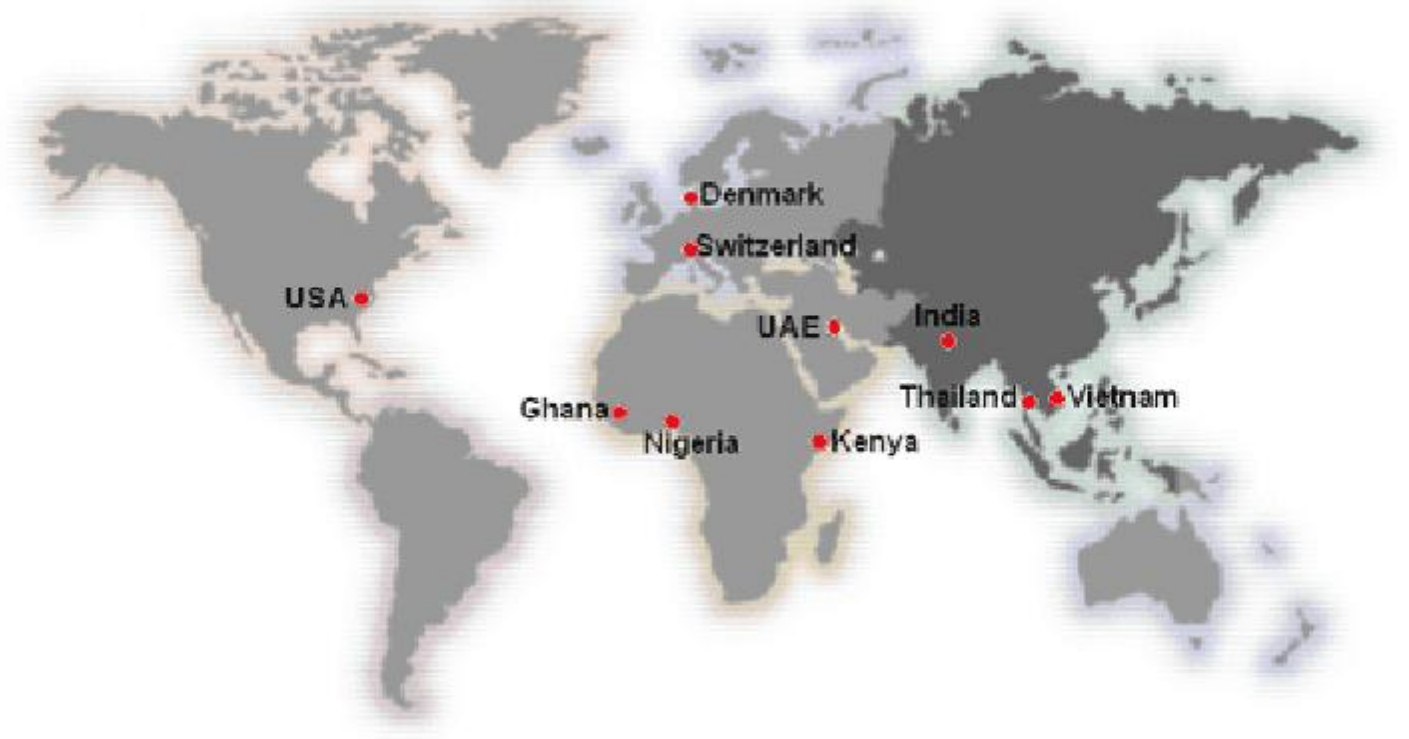 Denmark
Switzerland
USA
India
UAE
Thailand
Vietnam
Ghana
Nigeria
Kenya